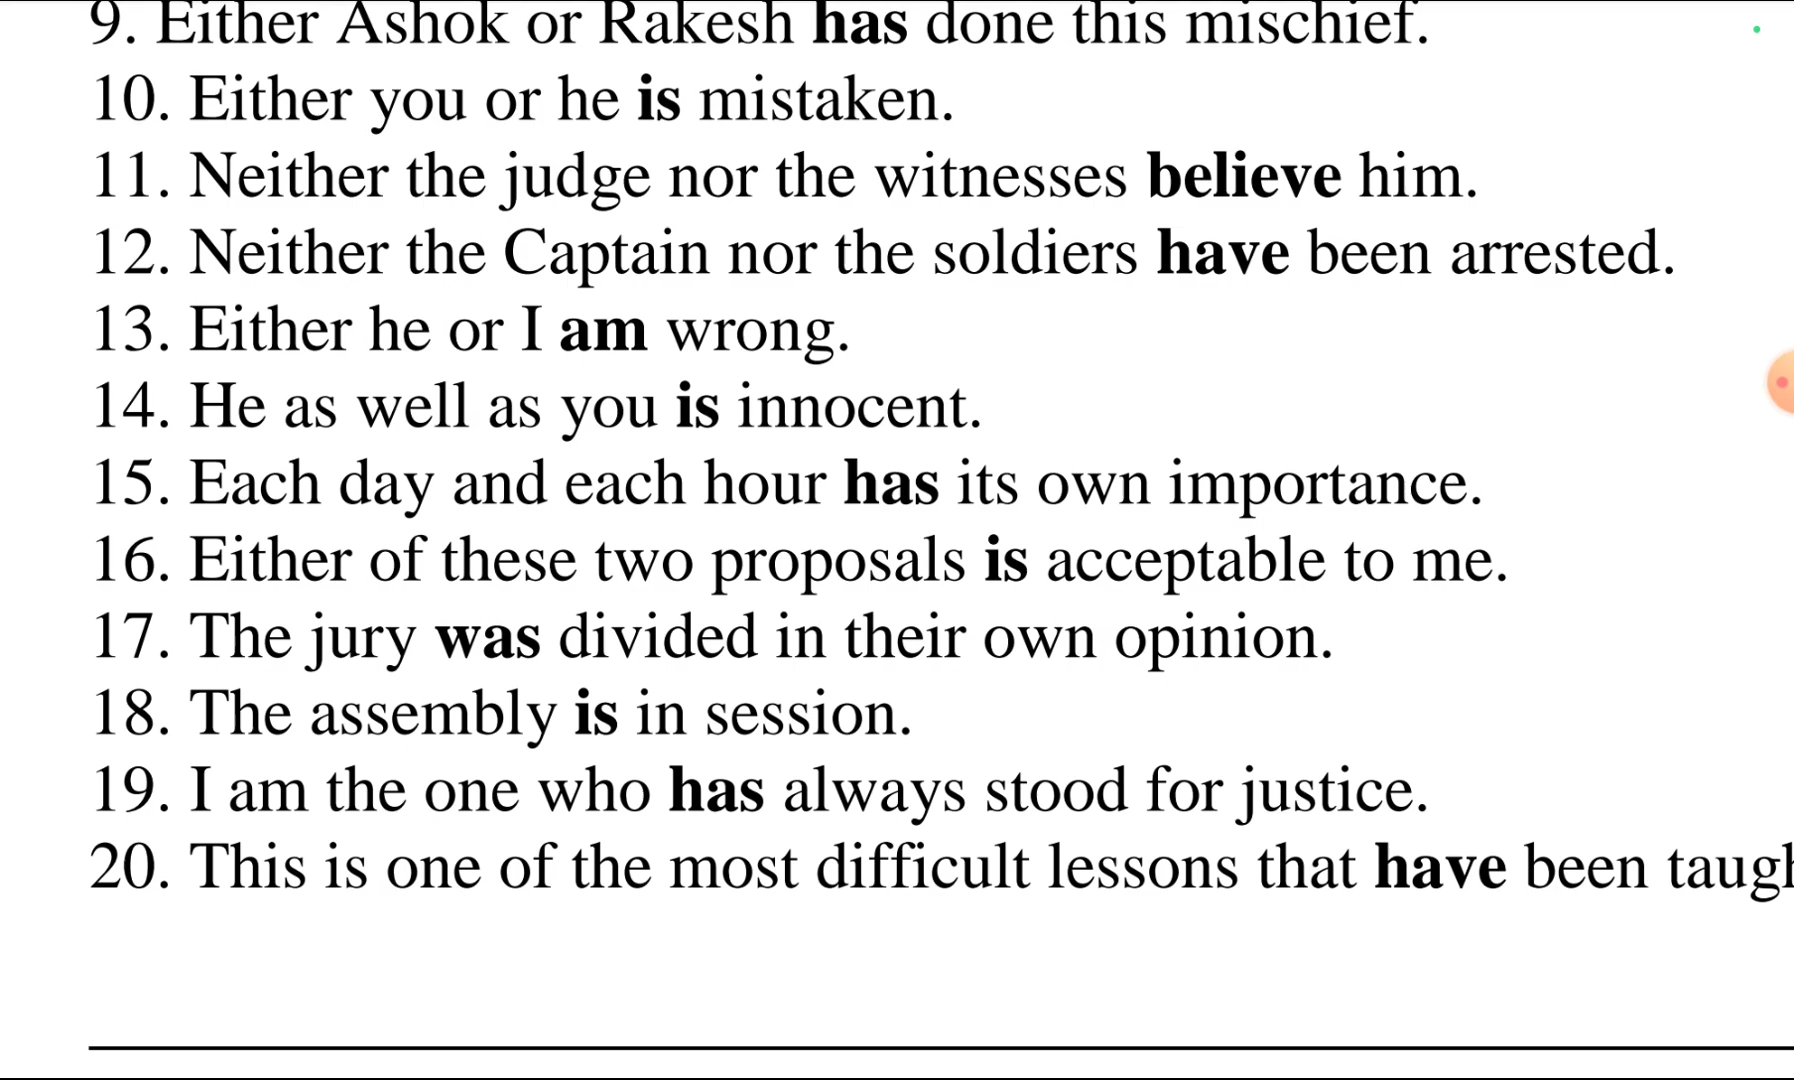 9. Either Ashok or Rakesh has done this mischief.
10. Either you or he is mistaken.
11. Neither the judge nor the witnesses believe him.
12. Neither the Captain nor the soldiers have been arrested.
13. Either he or I am wrong.
14. He as well as you is innocent.
15. Each day and each hour has its own importance.
16. Either of these two proposals is acceptable to me.
17. The jury was divided in their own opinion.
18. The assembly is in session.
19. I am the one who has always stood for justice.
20. This is one of the most difficult lessons that have been